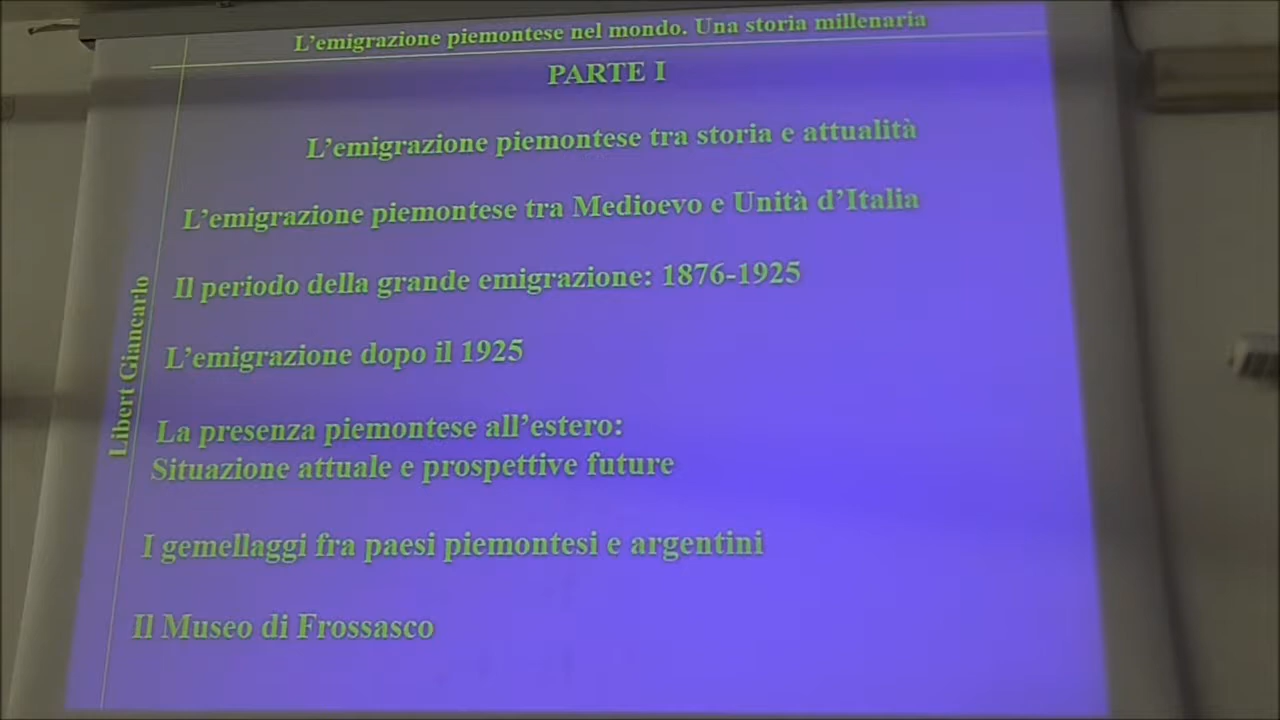 L'emigrazione piemontese nel mondo. Una storia millenaria
PARTE I
L'emigrazione piemontese tra storia e attualità
L'emigrazione piemontese tra Medioevo e Unità d'Italia
Il periodo della grande emigrazione: 1876-1925
L'emigrazione dopo il 1925
La presenza piemontese all'estero:
Situazione attuale e prospettive future
I gemellaggi fra paesi piemontesi e argentini
Il Museo di Frossasco
Libert Giancarlo